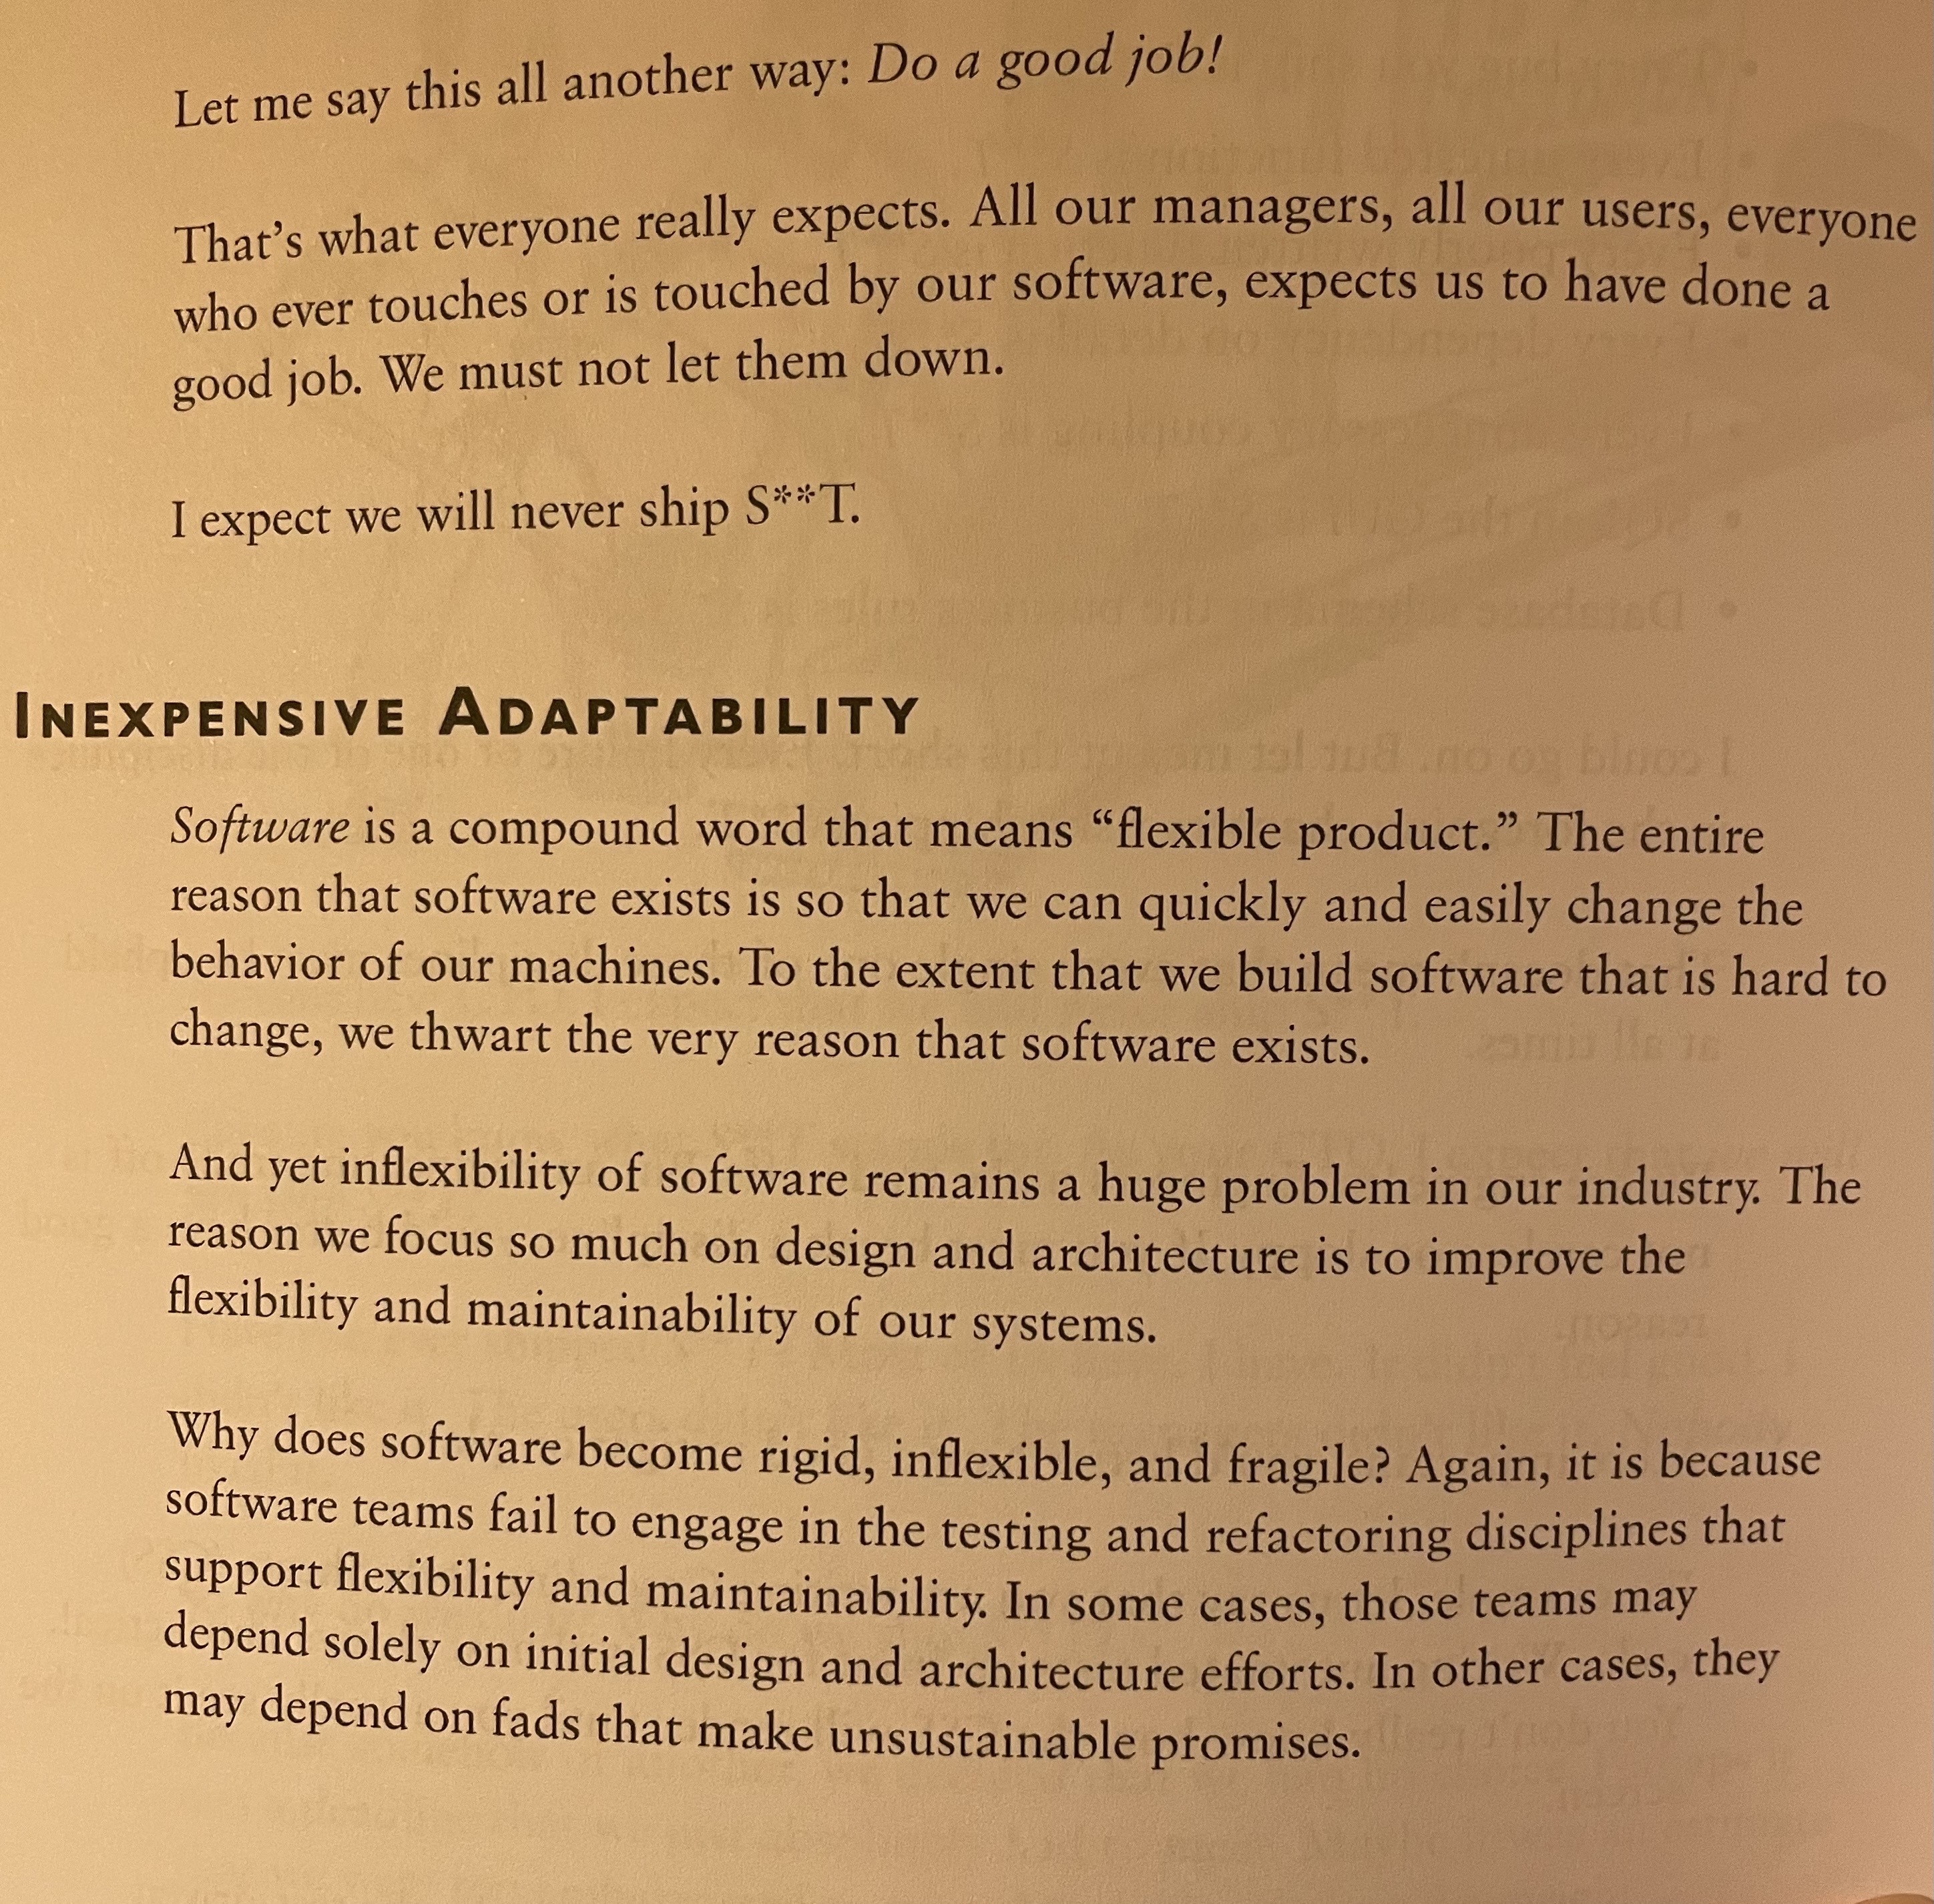 Let me say this all another way: Do a good job!
That's what everyone really expects. All our managers, all our users, everyone
who ever touches or is touched by our software, expects us to have done a
good job. We must not let them down.
I expect we will never ship S**T.
INEXPENSIVE ADAPTABILITY
Software is a compound word that means “flexible product.” The entire
reason that software exists is so that we can quickly and easily change the
behavior of our machines. To the extent that we build software that is hard to
change, we thwart the very reason that software exists.
And yet inflexibility of software remains a huge problem in our industry. The
reason we focus so much on design and architecture is to improve the
flexibility and maintainability of our systems.
Why does software become rigid, inflexible, and fragile? Again, it is because
software teams fail to engage in the testing and refactoring disciplines that
support flexibility and maintainability. In some cases, those teams may
depend solely on initial design and architecture efforts. In other cases, they
may depend on fads that make unsustainable promises.